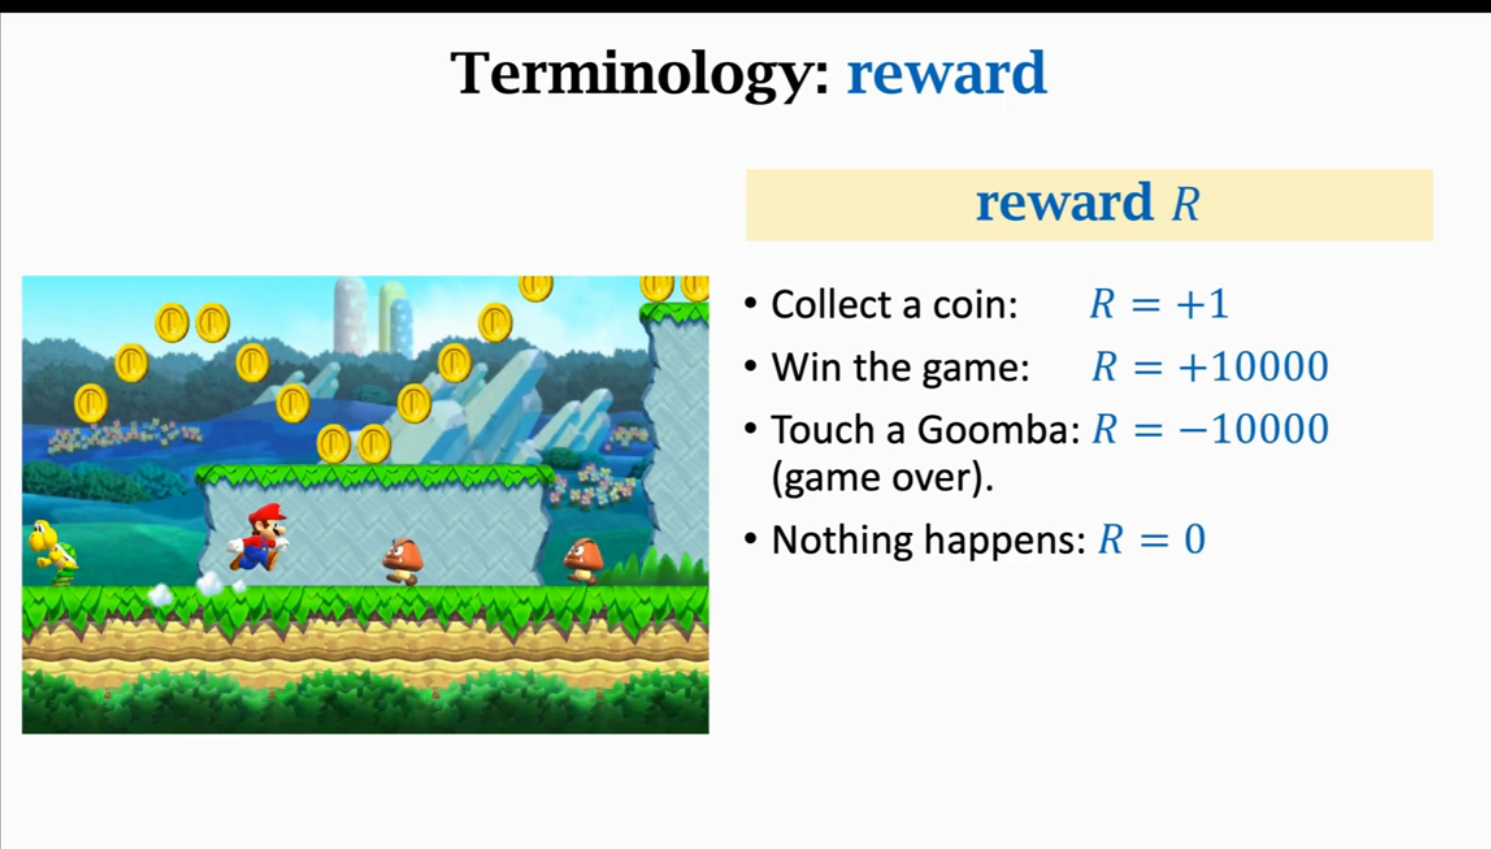 Terminology: reward
reward R
• Collect a coin: R = +1
• Win the game: R = +10000
• Touch a Goomba: R = −10000
(game over).
• Nothing happens: R = 0